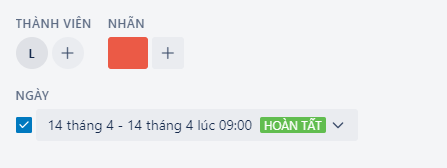 THÀNH VIÊN NHÃN
L + +
NGÀY
14 tháng 4 - 14 tháng 4 lúc 09:00 HOÀN TẤT